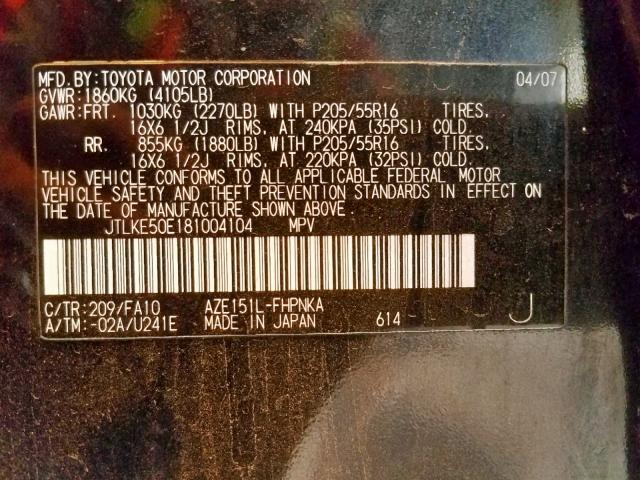 MFD.BY:TOYOTA MOTOR CORPORATION 04/07
GVWR:1860KG (4105LB)
GAWR:FRT. 1030KG (2270LB) WITH P205/55R16 TIRES.
16X6 1/2J RIMS. AT 240KPA (35PSI) COLD.
RR. 855KG (1880LB) WITH P205/55R16 TIRES.
16X6 1/2J RIMS. AT 220KPA (32PSI) COLD.
THIS VEHICLE CONFORMS TO ALL APPLICABLE FEDERAL MOTOR
VEHICLE SAFETY AND THEFT PREVENTION STANDARDS IN EFFECT ON
THE DATE OF MANUFACTURE SHOWN ABOVE.
JTLKE50E181004104 MPV
C/TR:209/FA10 AZE151L-FHPNKA
A/TM:-02A/U241E MADE IN JAPAN 614 J